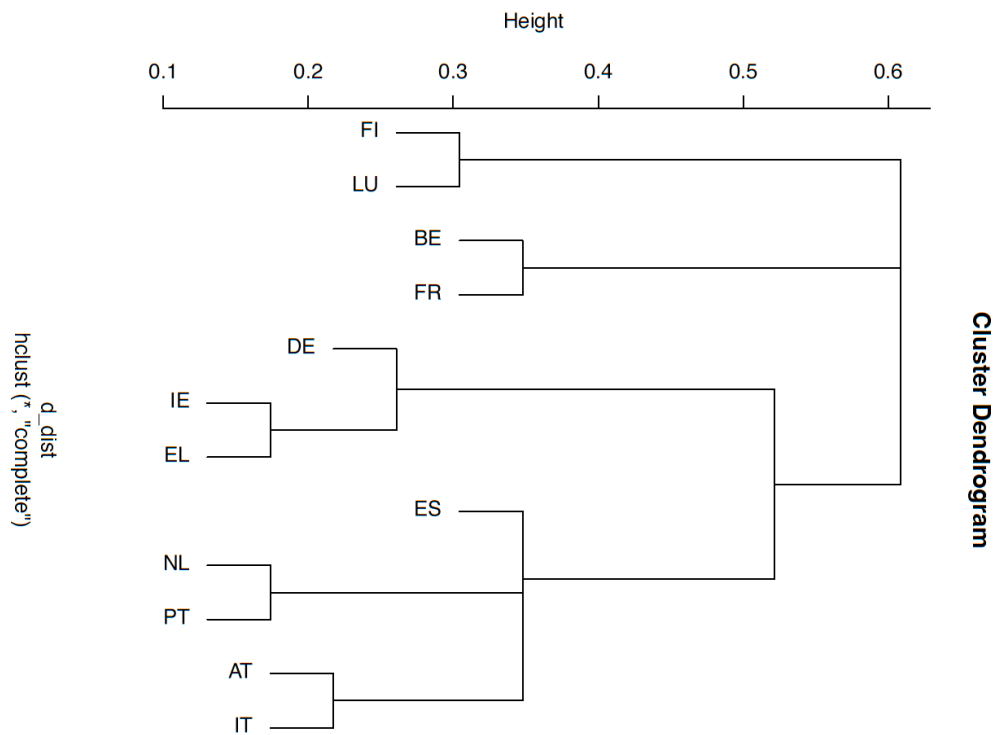 Height
0.1 0.2 0.3 0.4 0.5 0.6
FI
LU
BE
FR
DE
IE
EL
ES
NL
PT
AT
IT
d_dist
hclust (*, "complete")
Cluster Dendrogram